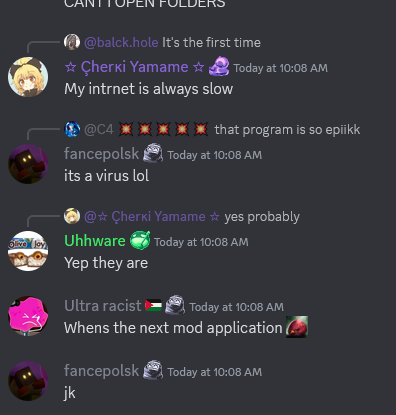 CANT OPEN FOLDERS
@balck.hole It's the first time
☆ Çherкi Yamame ☆ Today at 10:08 AM
My intrnet is always slow
@C4 💥 💥 💥 💥 💥 that program is so epiikk
fancepolsk Today at 10:08 AM
its a virus lol
@☆ Çherкi Yamame ☆ yes probably
Uhhware Today at 10:08 AM
Olive Joy
Yep they are
Ultra racist 🇵🇸 Today at 10:08 AM
Whens the next mod application
fancepolsk Today at 10:08 AM
jk